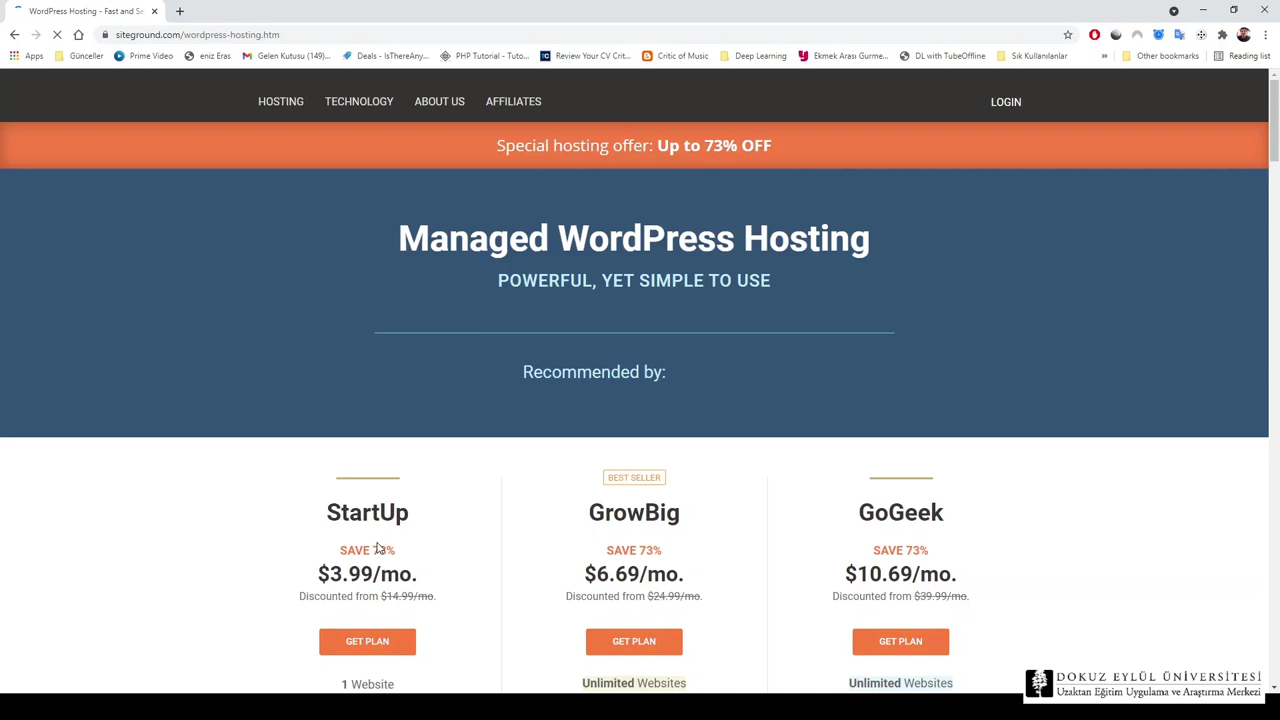 WordPress Hosting - Fast and Se
siteground.com/wordpress-hosting.htm
Apps Günceller Prime Video eniz Eras Gelen Kutusu (149)... Deals - IsThereAny... PHP Tutorial - Tuto... Review Your CV Crit... Critic of Music Deep Learning Ekmek Arası Gurme... DL with TubeOffline Sık Kullanılanlar » Other bookmarks Reading list
HOSTING TECHNOLOGY ABOUT US AFFILIATES LOGIN
Special hosting offer: Up to 73% OFF
Managed WordPress Hosting
POWERFUL, YET SIMPLE TO USE
Recommended by:
BEST SELLER
StartUp GrowBig GoGeek
SAVE 73% SAVE 73% SAVE 73%
$3.99/mo. $6.69/mo. $10.69/mo.
Discounted from $14.99/mo. Discounted from $24.99/mo. Discounted from $39.99/mo.
GET PLAN GET PLAN GET PLAN
1 Website Unlimited Websites Unlimited Websites
DOKUZ EYLÜL ÜNİVERSİTESİ
Uzaktan Eğitim Uygulama ve Araştırma Merkezi